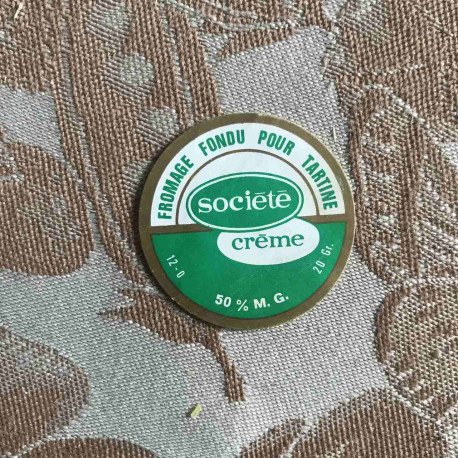 FROMAGE FONDU POUR TARTINE
société
crème
12-0
20 Gr.
50 % M. G.